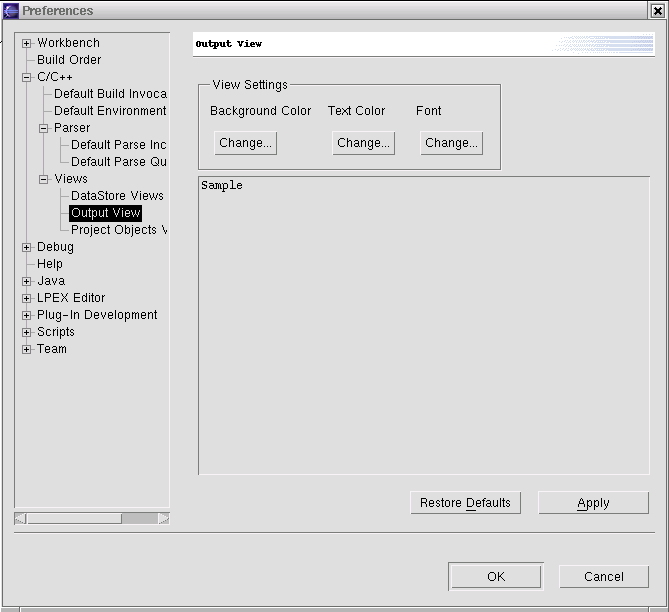 Preferences
Workbench
Build Order
C/C++
Default Build Invoca
Default Environment
Parser
Default Parse Inc
Default Parse Qu
Views
DataStore Views
Output View
Project Objects V
Debug
Help
Java
LPEX Editor
Plug-In Development
Scripts
Team
Output View
View Settings
Background Color Text Color Font
Change... Change... Change...
Sample
Restore Defaults Apply
OK Cancel